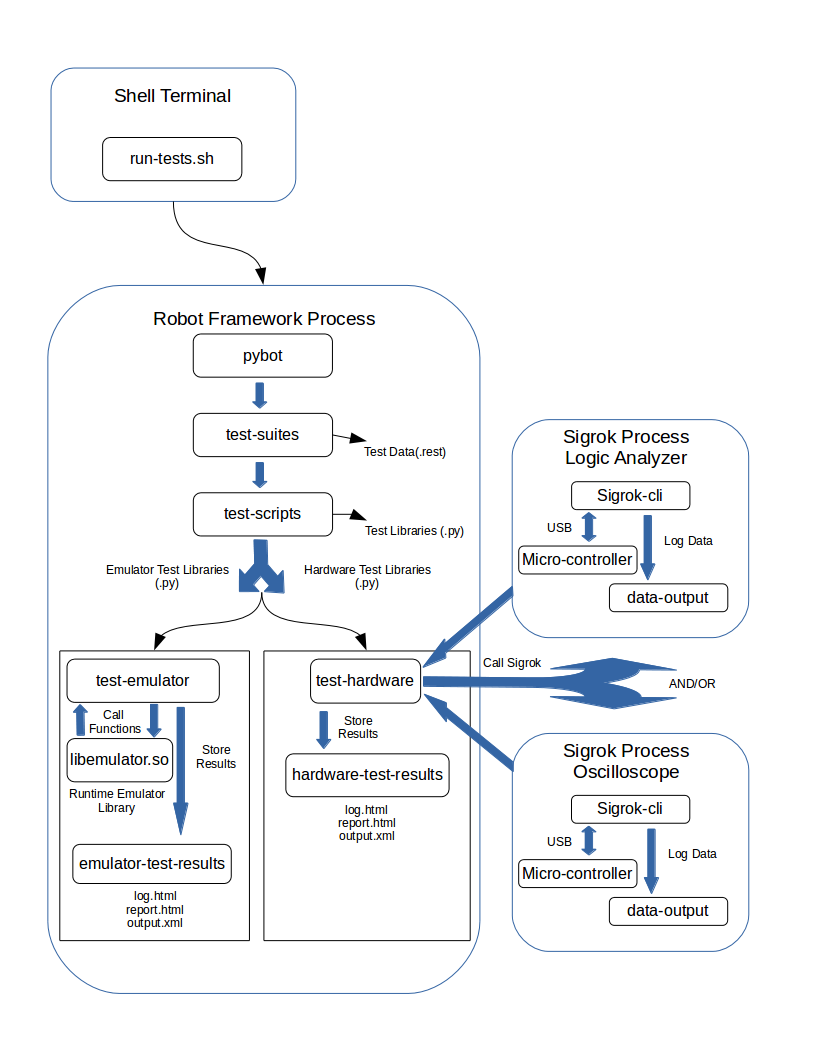 Shell Terminal
run-tests.sh
Robot Framework Process
pybot
test-suites
Test Data(.rest)
test-scripts
Test Libraries (.py)
Emulator Test Libraries
(.py)
Hardware Test Libraries
(.py)
test-emulator
Call
Functions
libemulator.so
Runtime Emulator
Library
Store
Results
emulator-test-results
log.html
report.html
output.xml
test-hardware
Store
Results
hardware-test-results
log.html
report.html
output.xml
Sigrok Process
Logic Analyzer
Sigrok-cli
USB
Log Data
Micro-controller
data-output
Call Sigrok
AND/OR
Sigrok Process
Oscilloscope
Sigrok-cli
USB
Log Data
Micro-controller
data-output